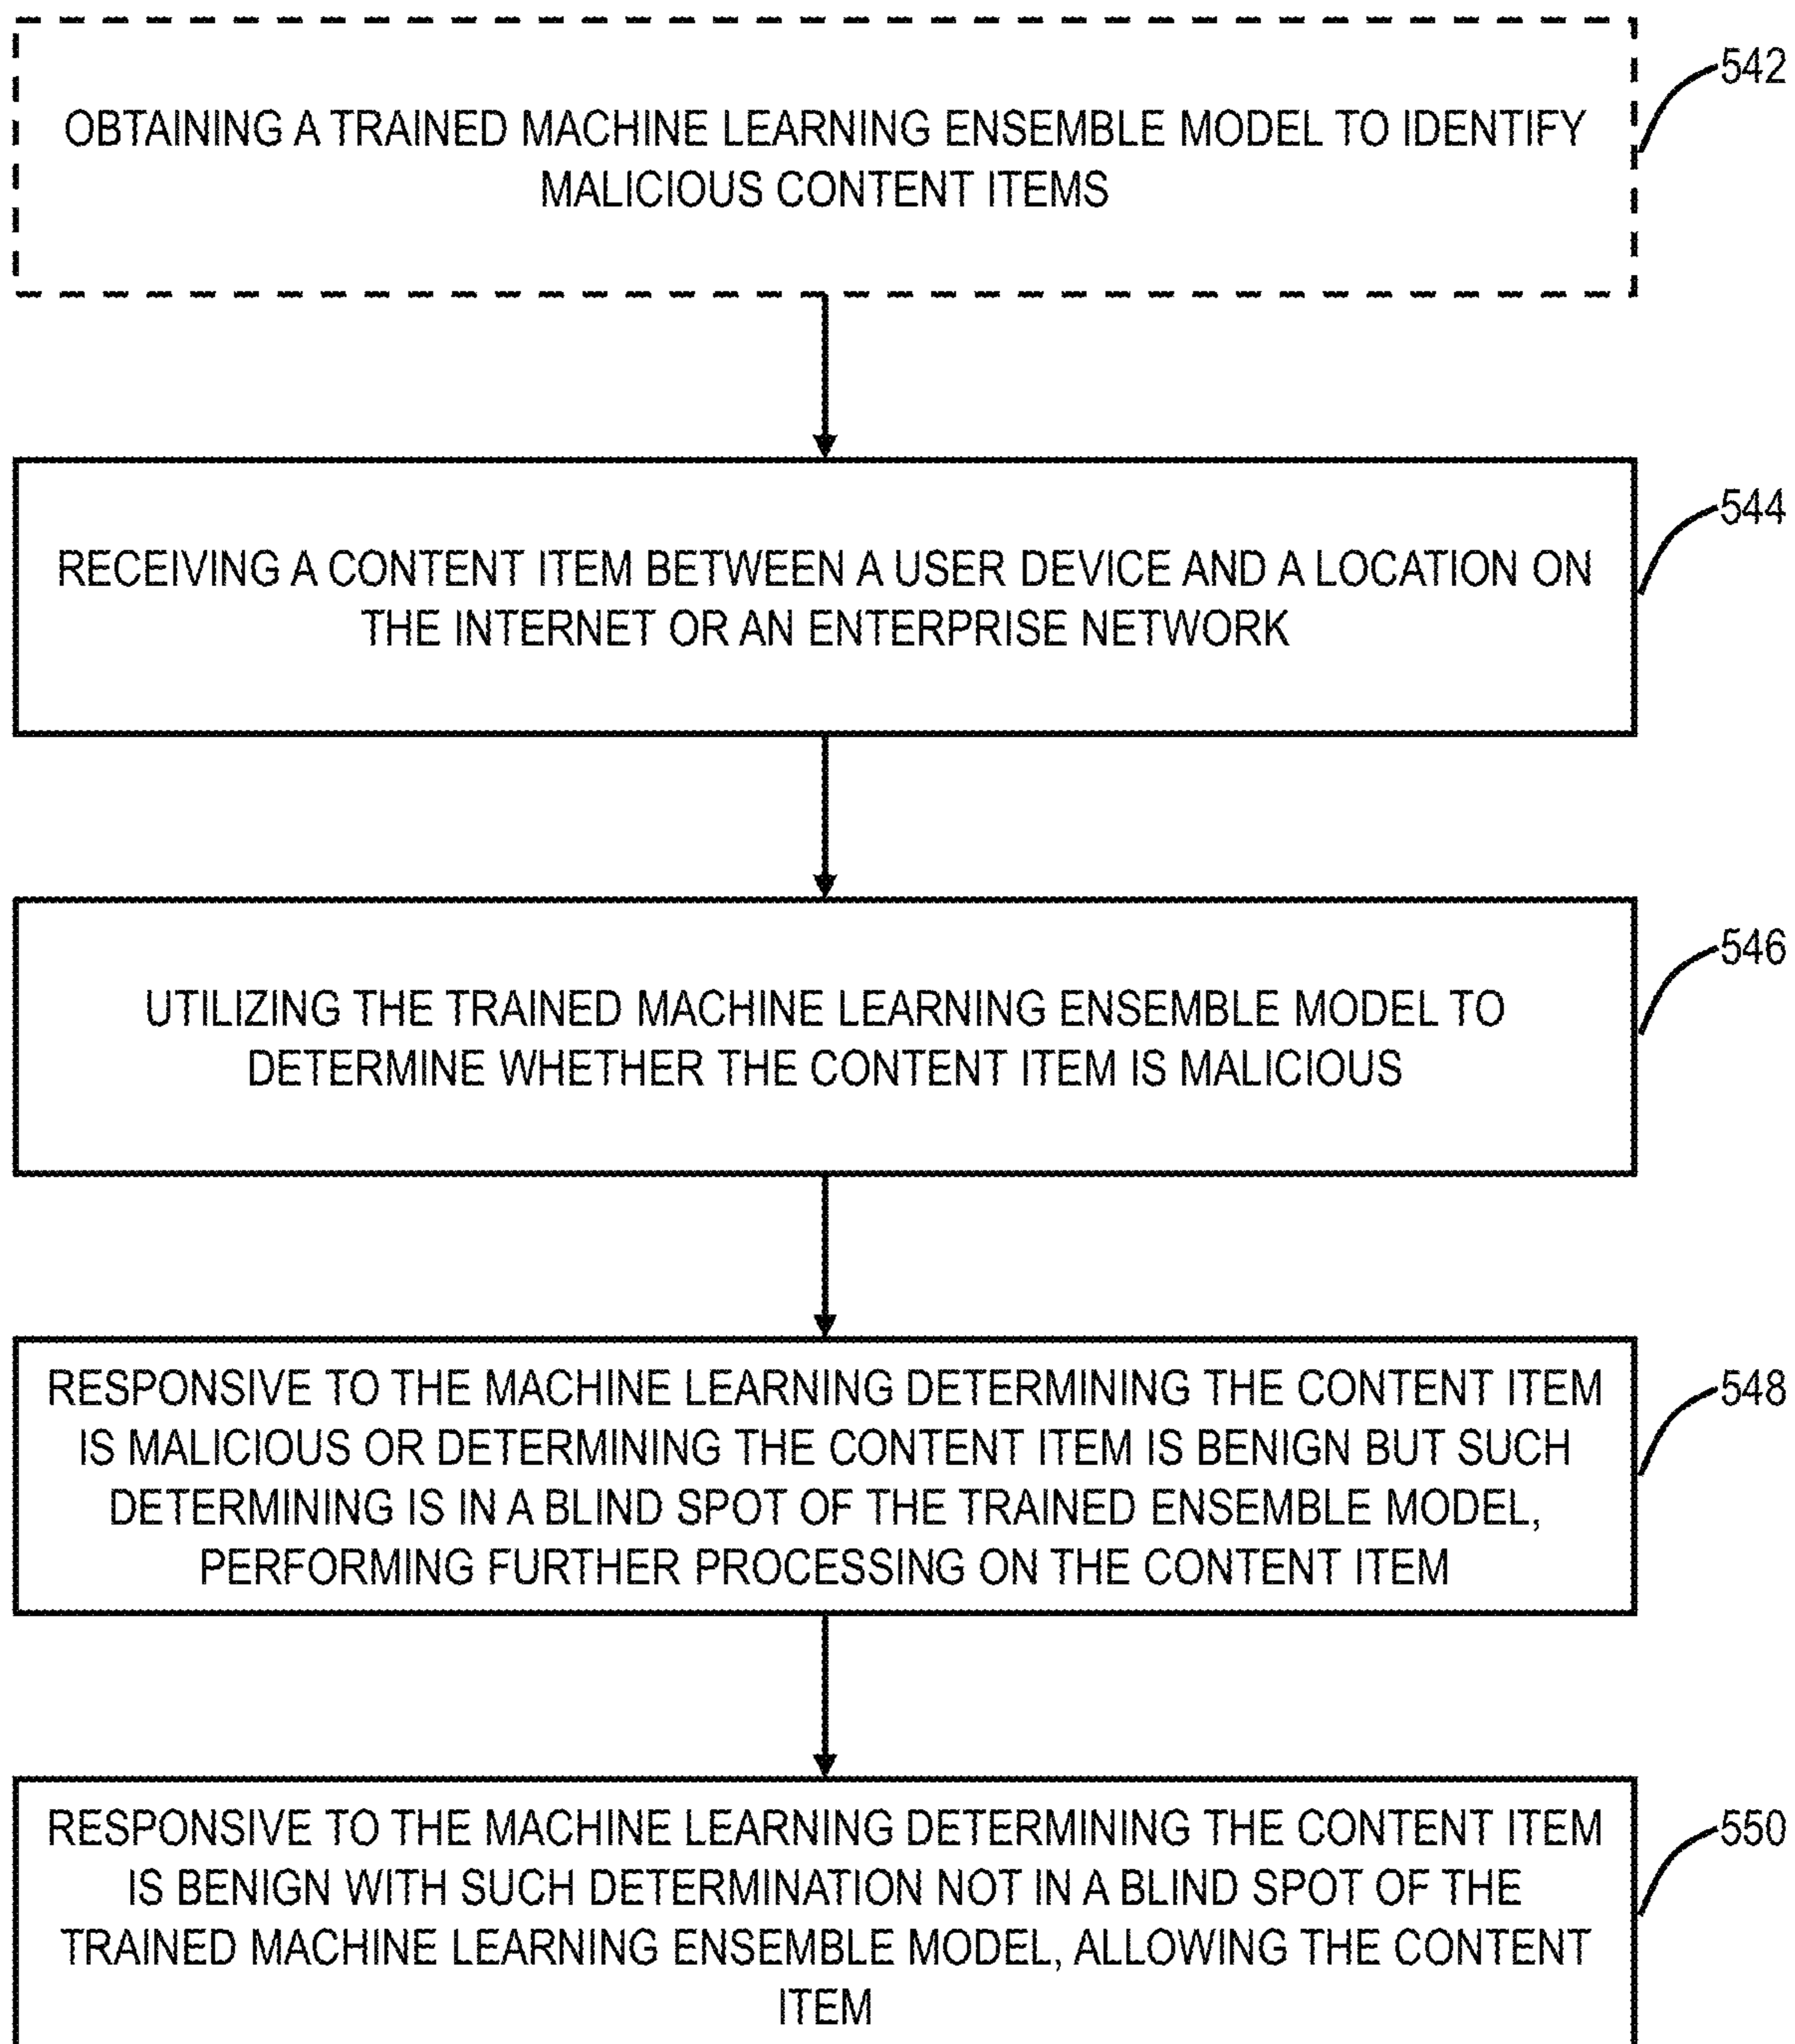 OBTAINING A TRAINED MACHINE LEARNING ENSEMBLE MODEL TO IDENTIFY
MALICIOUS CONTENT ITEMS
542
RECEIVING A CONTENT ITEM BETWEEN A USER DEVICE AND A LOCATION ON
THE INTERNET OR AN ENTERPRISE NETWORK
544
UTILIZING THE TRAINED MACHINE LEARNING ENSEMBLE MODEL TO
DETERMINE WHETHER THE CONTENT ITEM IS MALICIOUS
546
RESPONSIVE TO THE MACHINE LEARNING DETERMINING THE CONTENT ITEM
IS MALICIOUS OR DETERMINING THE CONTENT ITEM IS BENIGN BUT SUCH
DETERMINING IS IN A BLIND SPOT OF THE TRAINED ENSEMBLE MODEL,
PERFORMING FURTHER PROCESSING ON THE CONTENT ITEM
548
RESPONSIVE TO THE MACHINE LEARNING DETERMINING THE CONTENT ITEM
IS BENIGN WITH SUCH DETERMINATION NOT IN A BLIND SPOT OF THE
TRAINED MACHINE LEARNING ENSEMBLE MODEL, ALLOWING THE CONTENT
ITEM
550